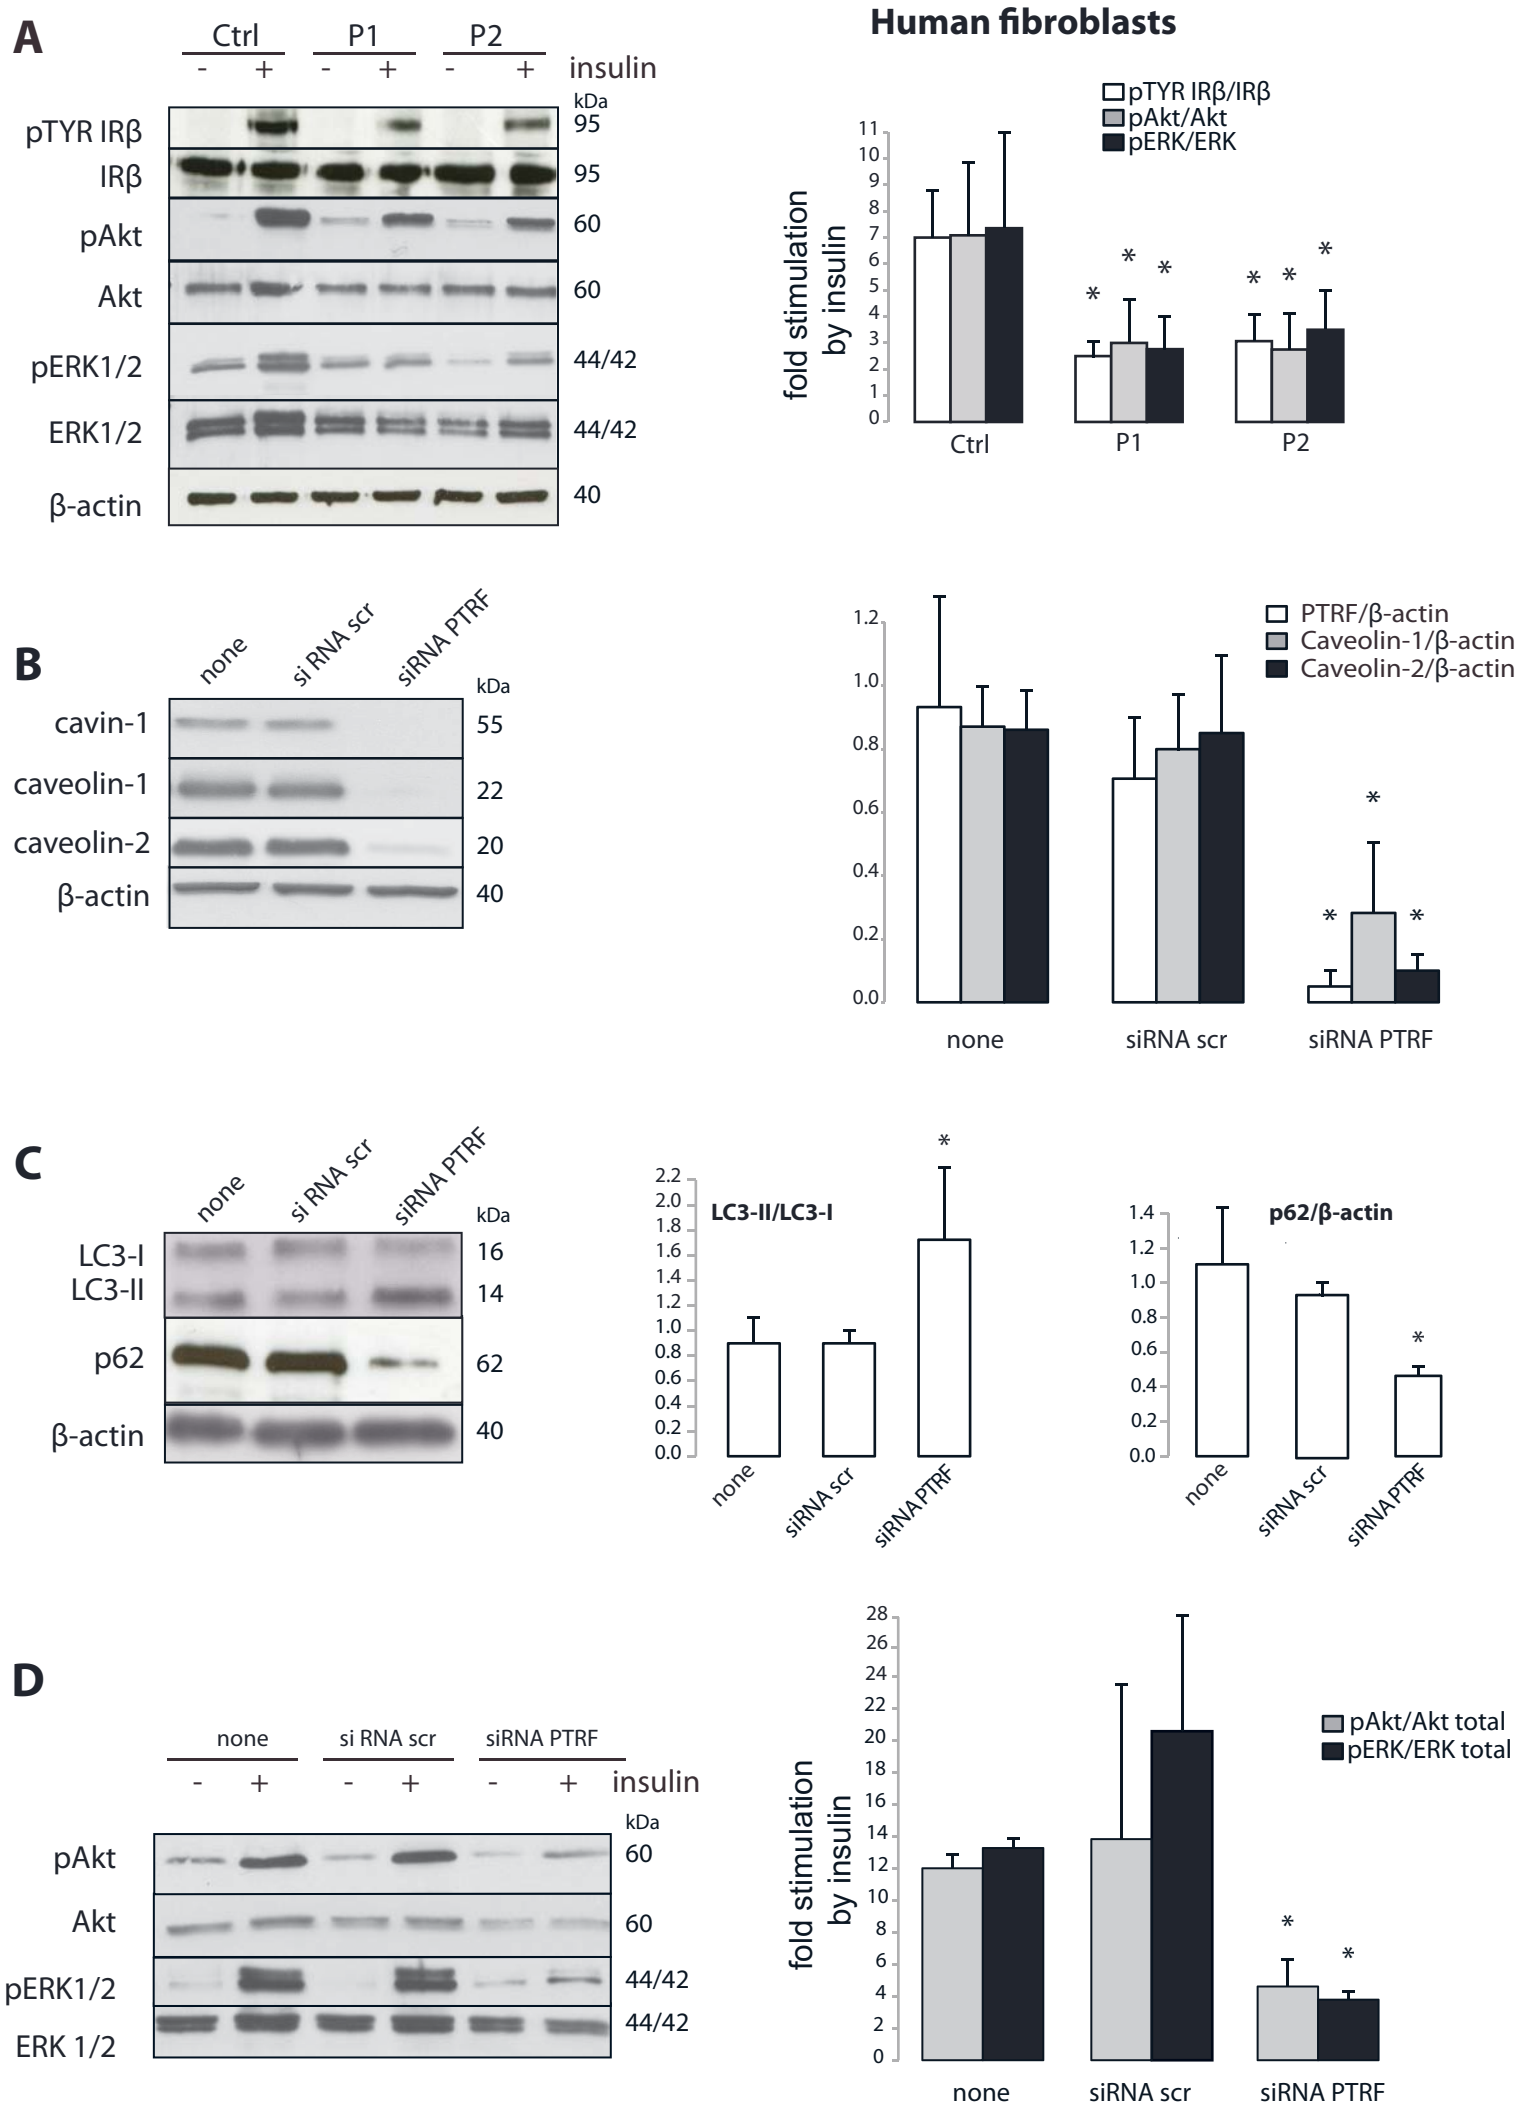 Human fibroblasts
A
Ctrl P1 P2
- + - + - + insulin
kDa
pTYR IRβ 95
IRβ 95
pAkt 60
Akt 60
pERK1/2 44/42
ERK1/2 44/42
β-actin 40
pTYR IRβ/IRβ
pAkt/Akt
pERK/ERK
fold stimulation
by insulin
11
10
9
8
7
6
5
4
3
2
1
0
* * * * * *
Ctrl P1 P2
B
none si RNA scr siRNA PTRF
kDa
cavin-1 55
caveolin-1 22
caveolin-2 20
β-actin 40
PTRF/β-actin
Caveolin-1/β-actin
Caveolin-2/β-actin
1.2
1.0
0.8
0.6
0.4
0.2
0.0
* * *
none siRNA scr siRNA PTRF
C
none si RNA scr siRNA PTRF
kDa
LC3-I 16
LC3-II 14
p62 62
β-actin 40
LC3-II/LC3-I
2.2
2.0
1.8
1.6
1.4
1.2
1.0
0.8
0.6
0.4
0.2
0.0
*
none siRNA scr siRNA PTRF
p62/β-actin
1.4
1.2
1.0
0.8
0.6
0.4
0.2
0.0
*
none siRNA scr siRNA PTRF
D
none si RNA scr siRNA PTRF
- + - + - + insulin
kDa
pAkt 60
Akt 60
pERK1/2 44/42
ERK 1/2 44/42
pAkt/Akt total
pERK/ERK total
fold stimulation
by insulin
28
26
24
22
20
18
16
14
12
10
8
6
4
2
0
* *
none siRNA scr siRNA PTRF